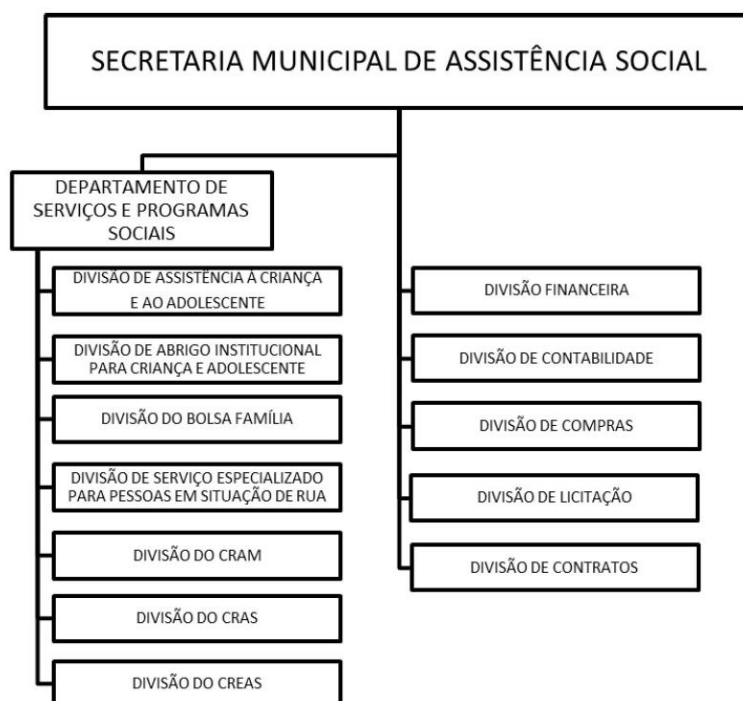 SECRETARIA MUNICIPAL DE ASSISTÊNCIA SOCIAL
DEPARTAMENTO DE
SERVIÇOS E PROGRAMAS
SOCIAIS
DIVISÃO DE ASSISTÊNCIA À CRIANÇA
E AO ADOLESCENTE
DIVISÃO DE ABRIGO INSTITUCIONAL
PARA CRIANÇA E ADOLESCENTE
DIVISÃO DO BOLSA FAMÍLIA
DIVISÃO DE SERVIÇO ESPECIALIZADO
PARA PESSOAS EM SITUAÇÃO DE RUA
DIVISÃO DO CRAM
DIVISÃO DO CRAS
DIVISÃO DO CREAS
DIVISÃO FINANCEIRA
DIVISÃO DE CONTABILIDADE
DIVISÃO DE COMPRAS
DIVISÃO DE LICITAÇÃO
DIVISÃO DE CONTRATOS